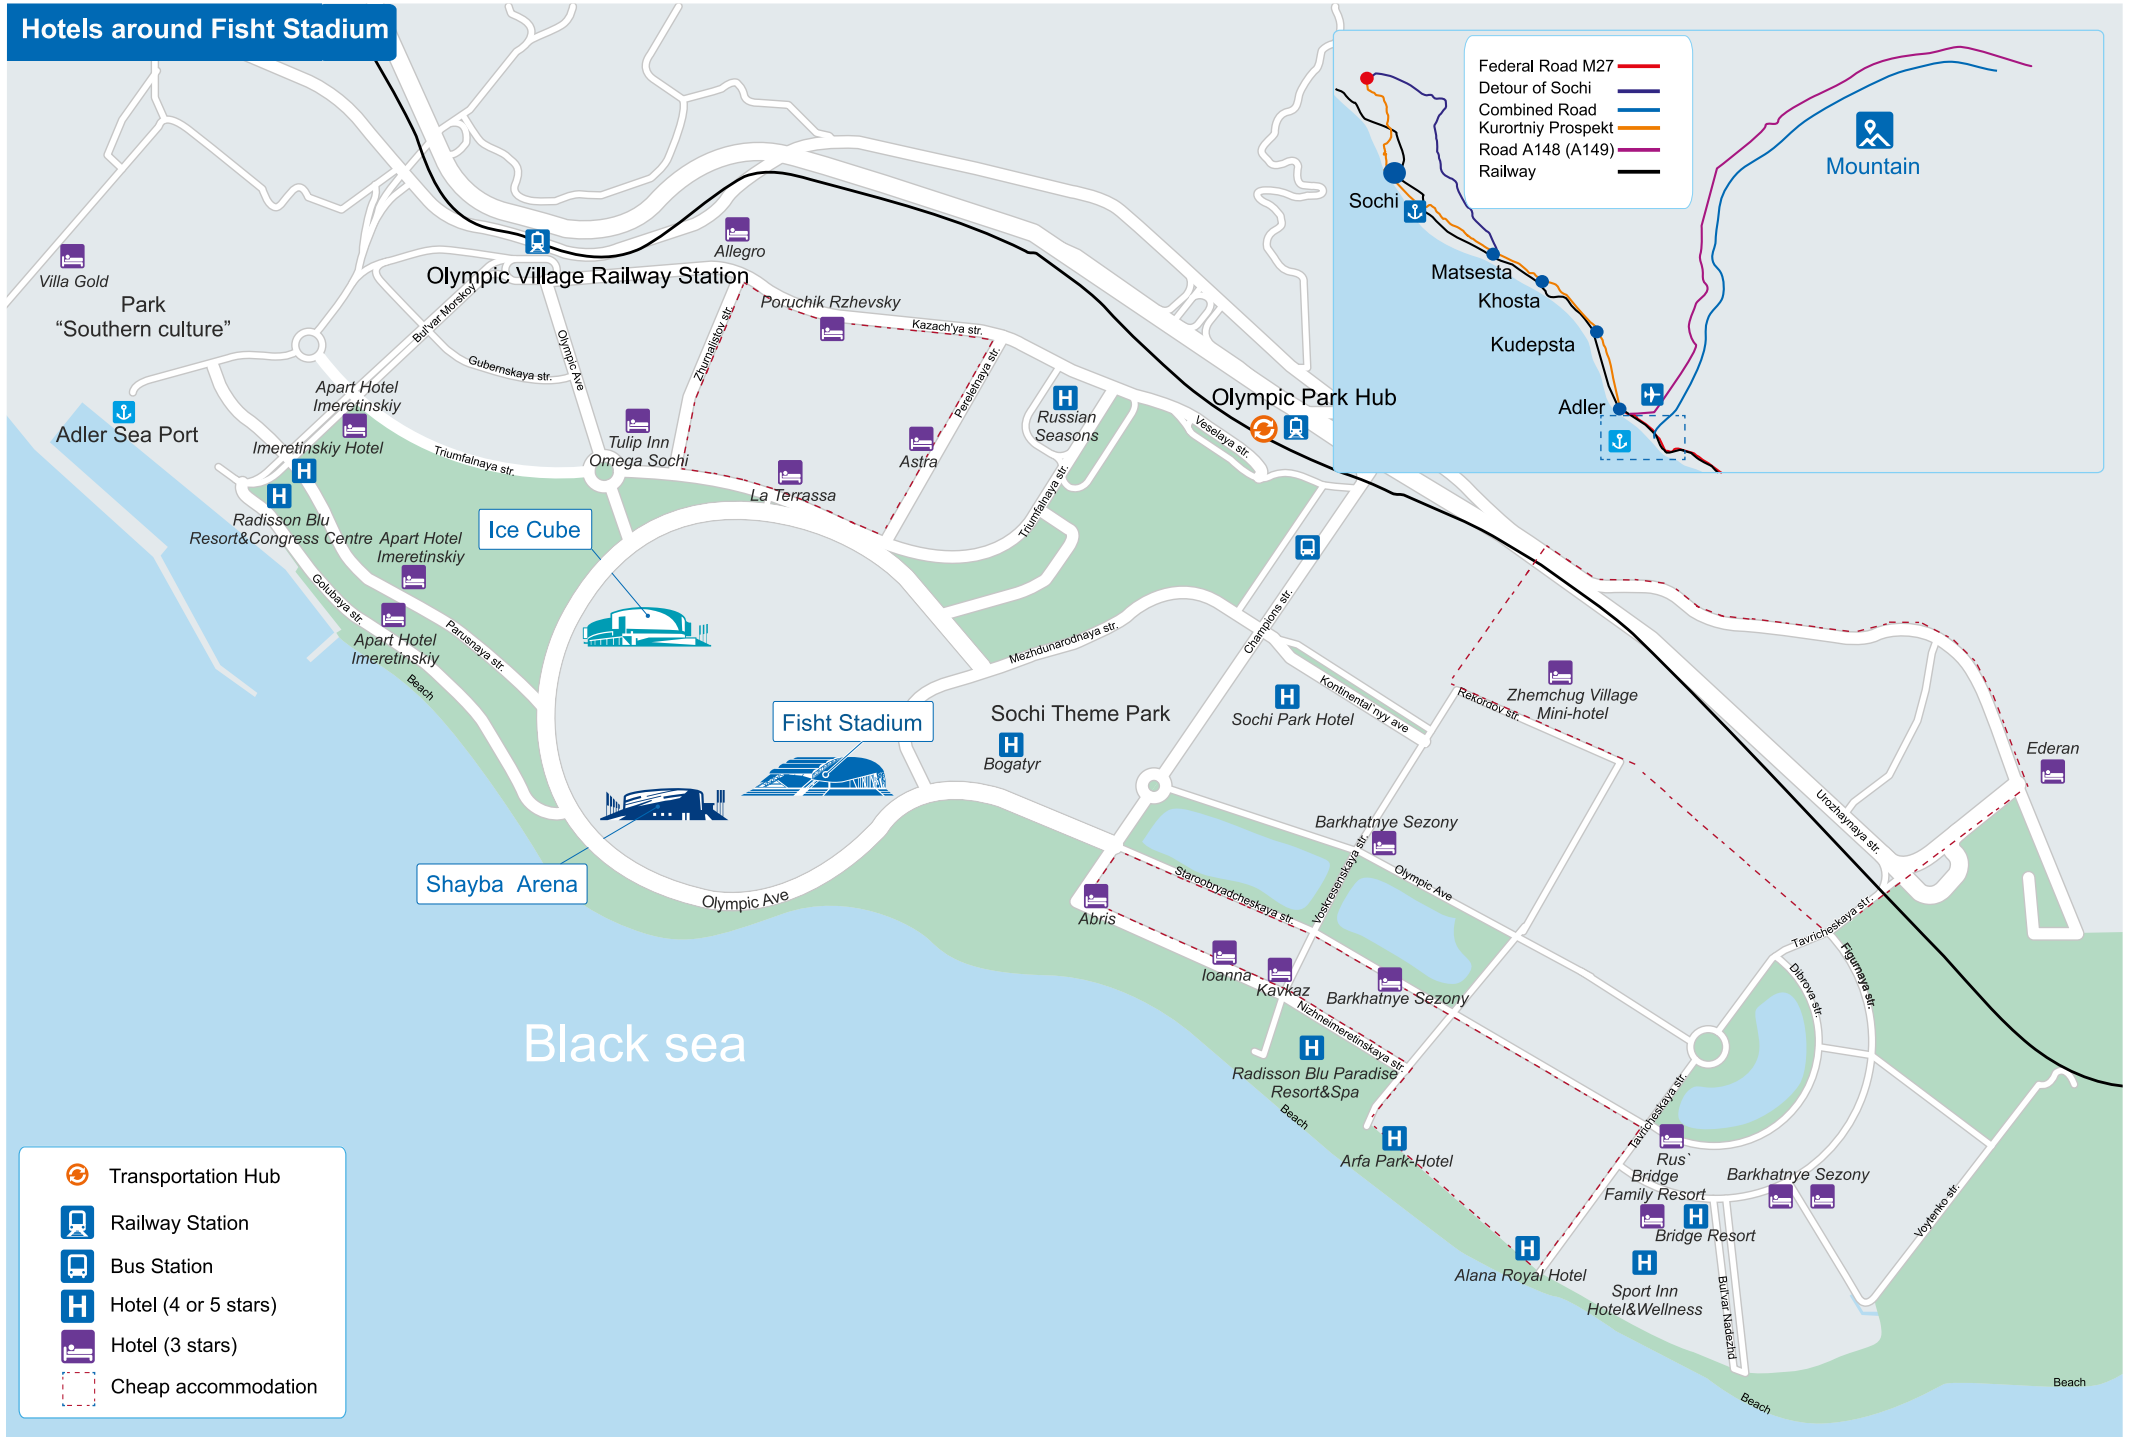 Hotels around Fisht Stadium
Federal Road M27
Detour of Sochi
Combined Road
Kurortniy Prospekt
Road A148 (A149)
Railway
Mountain
Sochi
Matsesta
Khosta
Kudepsta
Adler
Villa Gold
Park
“Southern culture”
Olympic Village Railway Station
Allegro
Poruchik Rzhevsky
Kazach'ya str.
Bul'var Morskoy
Gubernskaya str.
Olympic Ave
Zhurnalistov str.
Pereletnaya str.
Apart Hotel
Imeretinskiy
Adler Sea Port
Imeretinskiy Hotel
Triumfalnaya str.
Tulip Inn
Omega Sochi
Astra
La Terrassa
Russian
Seasons
Triumfalnaya str.
Veselaya str.
Olympic Park Hub
Radisson Blu
Resort&Congress Centre
Apart Hotel
Imeretinskiy
Ice Cube
Golubaya str.
Apart Hotel
Imeretinskiy
Parusnaya str.
Beach
Mezhdunarodnaya str.
Champions str.
Kontinental`nyy ave
Rekordov str.
Zhemchug Village
Mini-hotel
Sochi Park Hotel
Sochi Theme Park
Bogatyr
Fisht Stadium
Ederan
Urozhaynaya str.
Shayba Arena
Olympic Ave
Barkhatnye Sezony
Voskresenskaya str.
Olympic Ave
Staroobryadcheskaya str.
Abris
Ioanna
Kavkaz
Barkhatnye Sezony
Nizhneimeretinskaya str.
Tavricheskaya str.
Figurnaya str.
Dibrova str.
Black sea
Radisson Blu Paradise
Resort&Spa
Beach
Arfa Park-Hotel
Tavricheskaya str.
Rus`
Bridge
Family Resort
Barkhatnye Sezony
Bridge Resort
Voytenko str.
Alana Royal Hotel
Sport Inn
Hotel&Wellness
Bul'var Nadezhd
Beach
Beach
Transportation Hub
Railway Station
Bus Station
Hotel (4 or 5 stars)
Hotel (3 stars)
Cheap accommodation